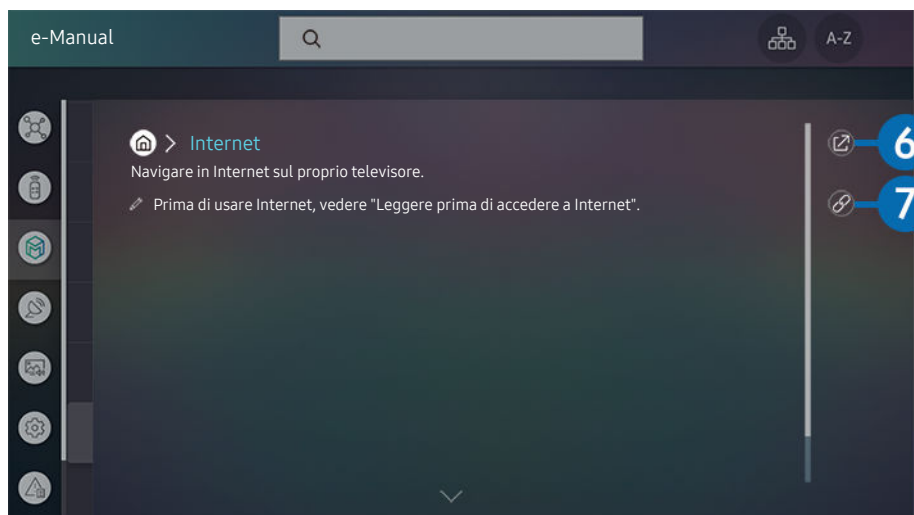 e-Manual
A-Z
> Internet
6
Navigare in Internet sul proprio televisore.
Prima di usare Internet, vedere "Leggere prima di accedere a Internet".
7